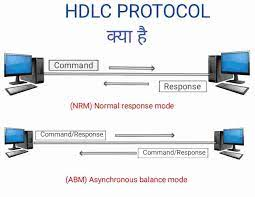 HDLC PROTOCOL
क्या है
Command
Response
(NRM) Normal response mode
Command/Response
Command/Response
(ABM) Asynchronous balance mode